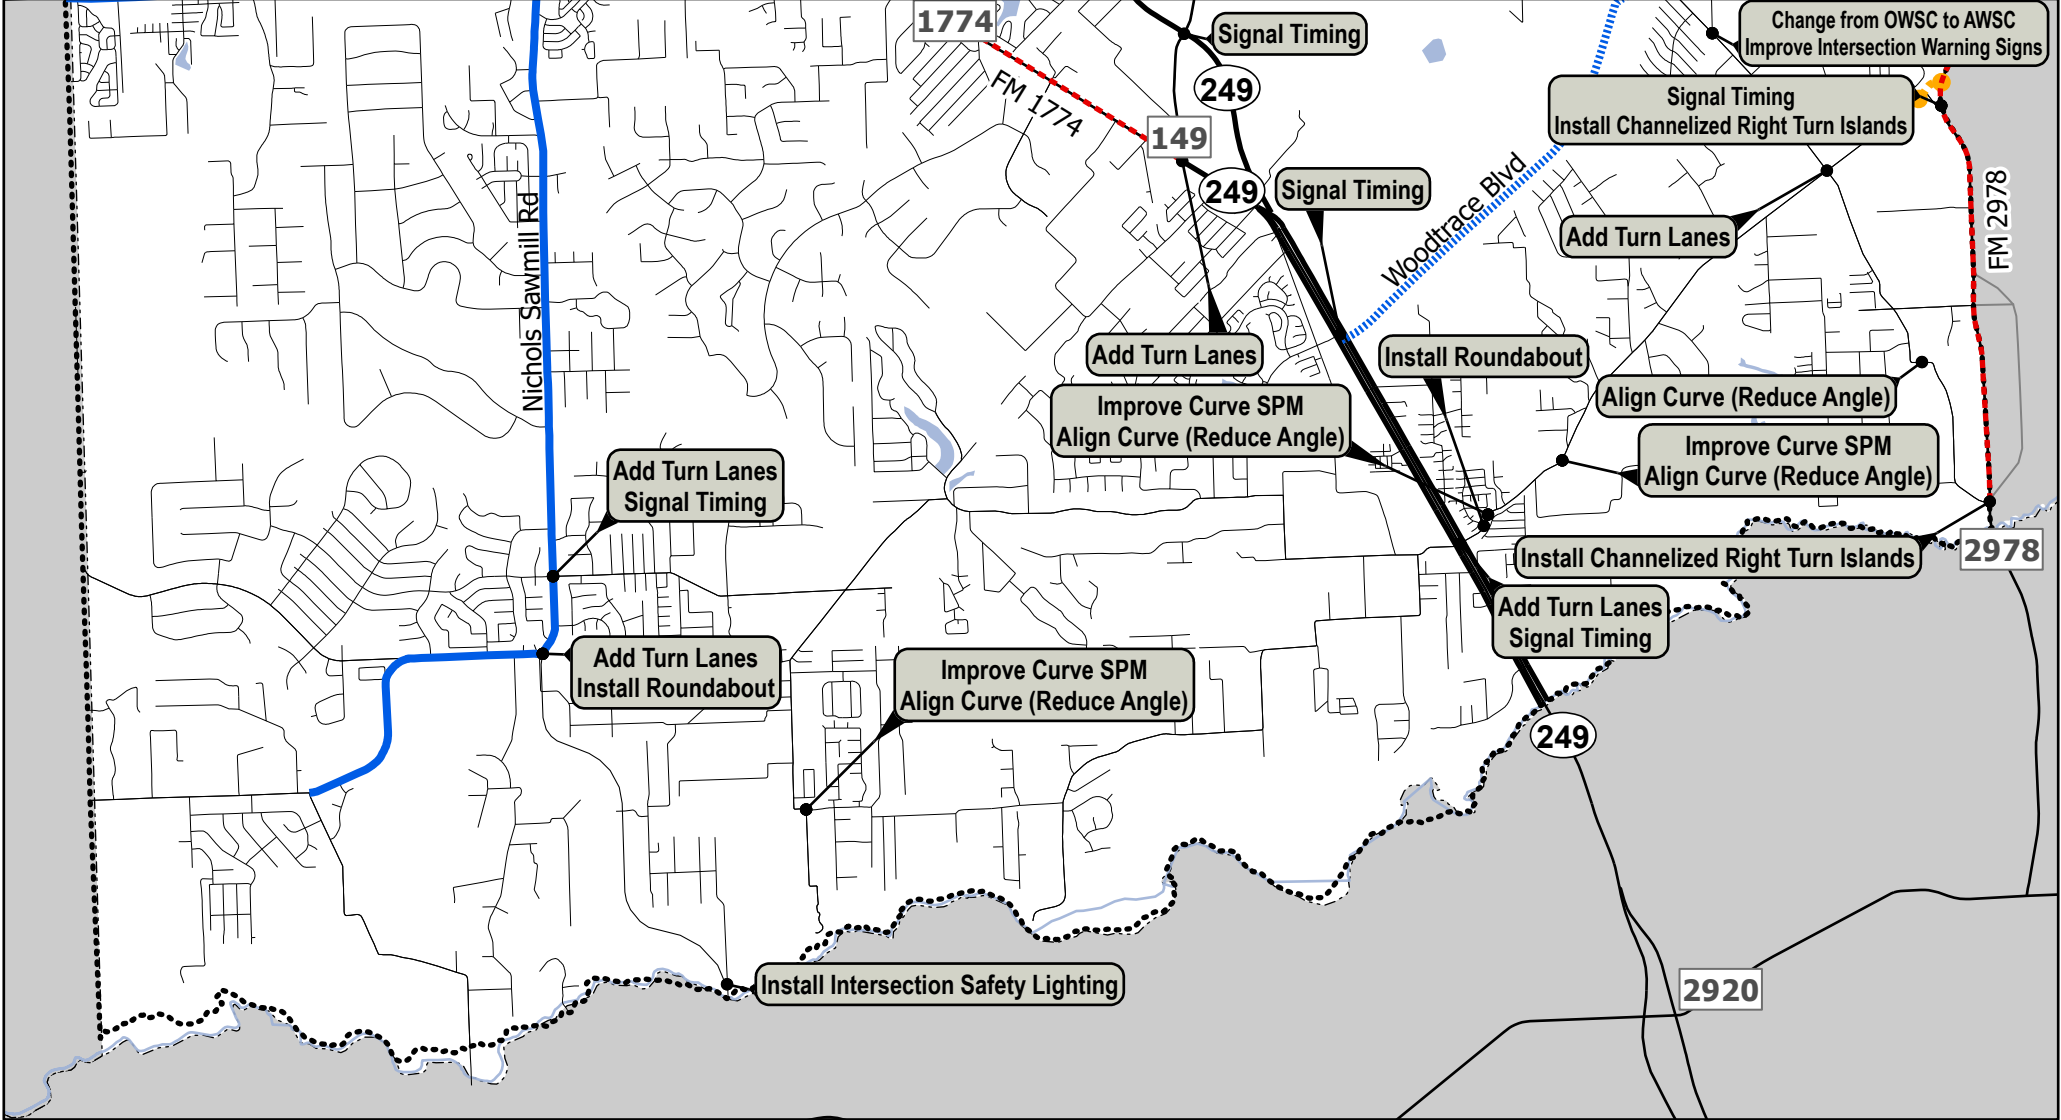 1774
Signal Timing
Change from OWSC to AWSC
Improve Intersection Warning Signs
249
FM 1774
Signal Timing
Install Channelized Right Turn Islands
149
249
Signal Timing
Woodtrace Blvd
Add Turn Lanes
FM 2978
Nichols Sawmill Rd
Add Turn Lanes
Install Roundabout
Improve Curve SPM
Align Curve (Reduce Angle)
Align Curve (Reduce Angle)
Improve Curve SPM
Align Curve (Reduce Angle)
Add Turn Lanes
Signal Timing
Install Channelized Right Turn Islands
2978
Add Turn Lanes
Signal Timing
Add Turn Lanes
Install Roundabout
Improve Curve SPM
Align Curve (Reduce Angle)
249
Install Intersection Safety Lighting
2920